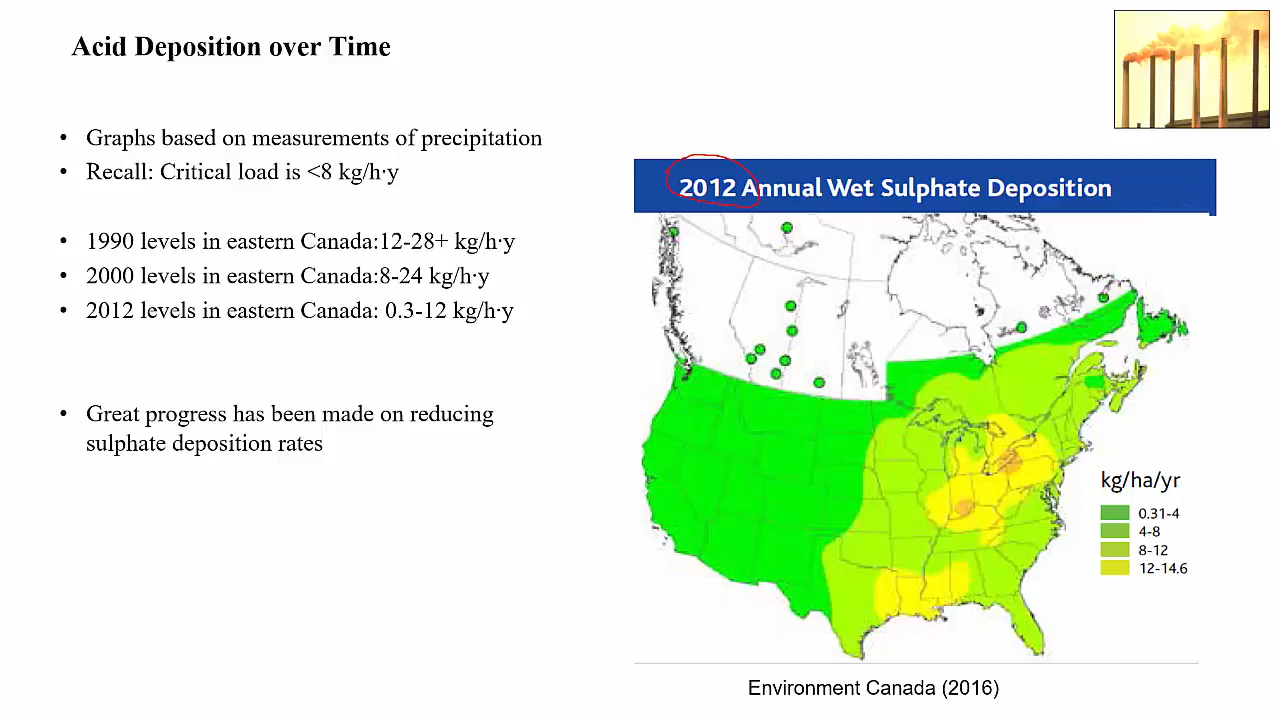 Acid Deposition over Time
• Graphs based on measurements of precipitation
• Recall: Critical load is <8 kg/h·y
• 1990 levels in eastern Canada:12-28+ kg/h·y
• 2000 levels in eastern Canada:8-24 kg/h·y
• 2012 levels in eastern Canada: 0.3-12 kg/h·y
• Great progress has been made on reducing
sulphate deposition rates
2012 Annual Wet Sulphate Deposition
kg/ha/yr
0.31-4
4-8
8-12
12-14.6
Environment Canada (2016)